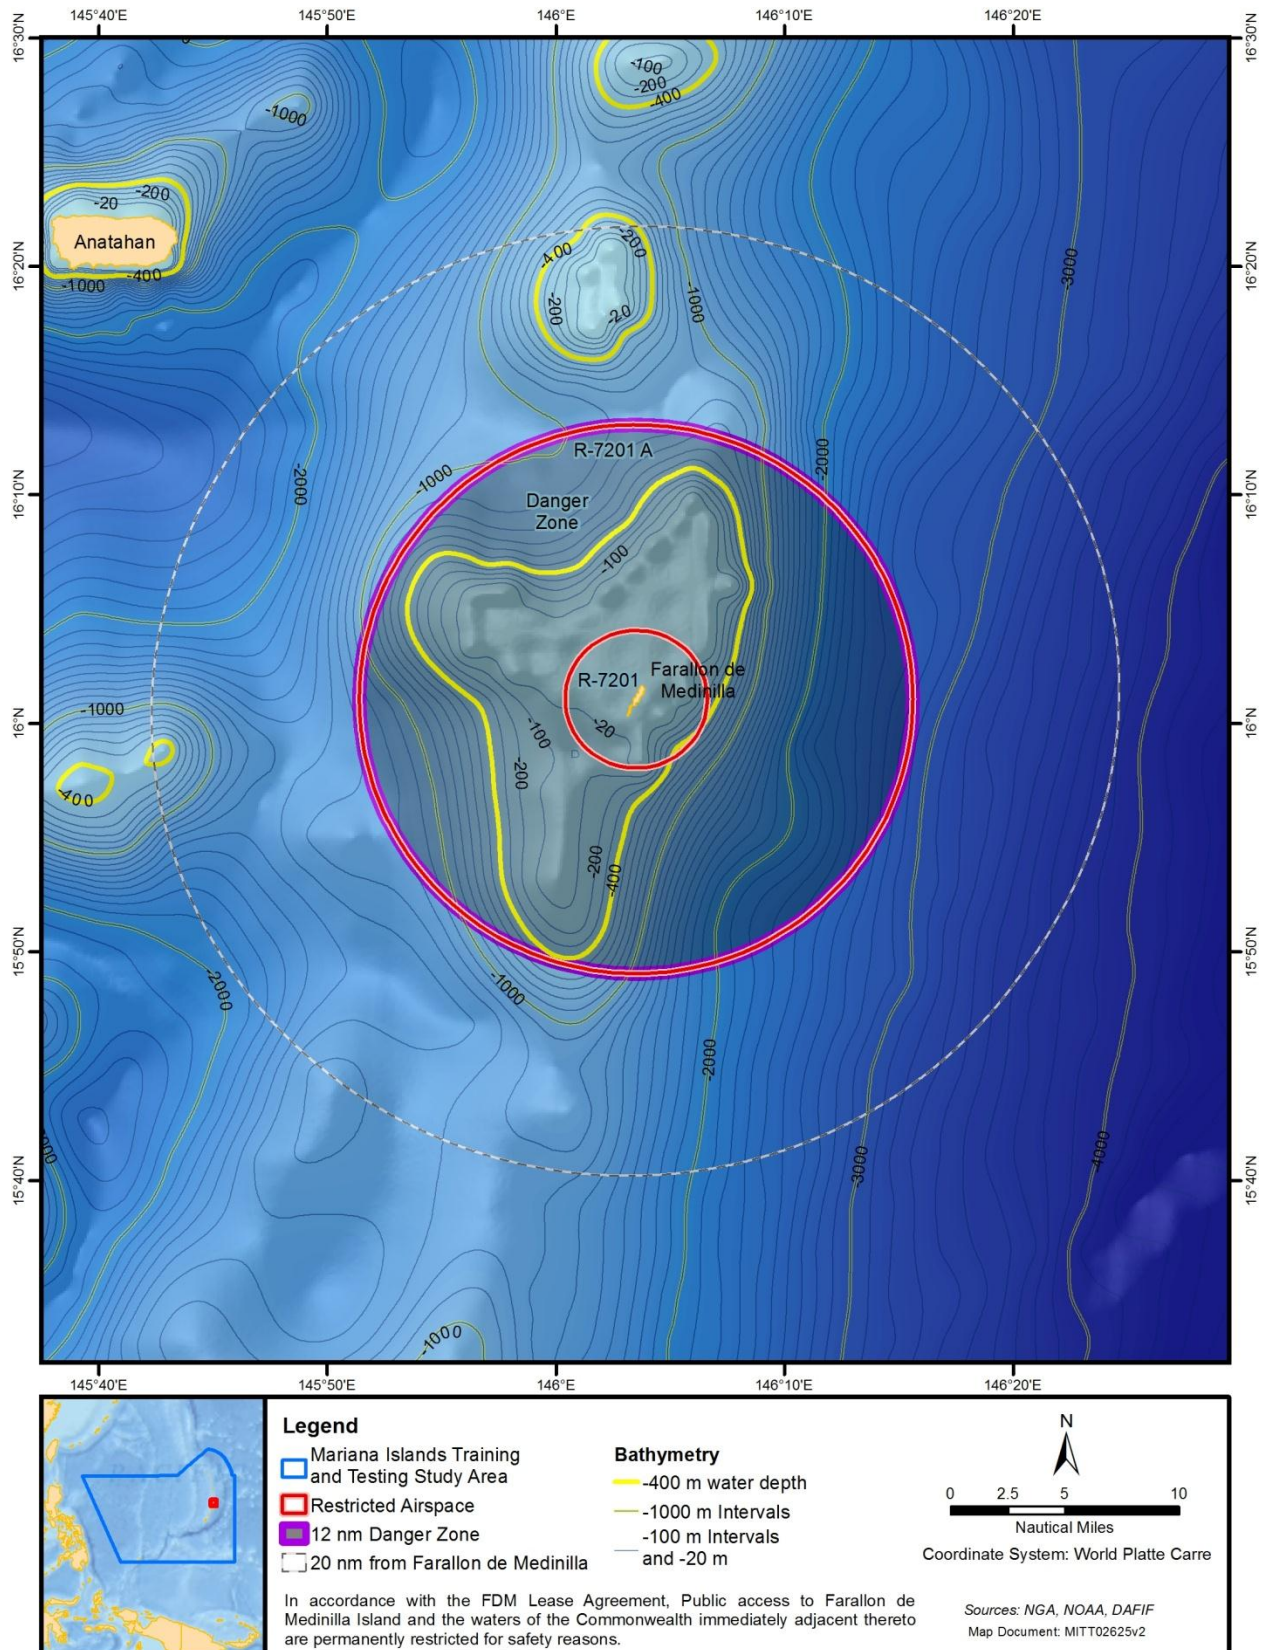 145°40'E 145°50'E 146°E 146°10'E 146°20'E
16°30'N
16°30'N
-100
-200
-400
-1000
-200
-20
Anatahan
-400
-1000
-400
-200
-200
-20
-1000
-3000
16°20'N
16°20'N
R-7201 A
-1000
-2000
-2000
Danger
Zone
16°10'N
16°10'N
-100
R-7201
Farallon de
Medinilla
-20
-100
-200
-1000
-400
16°N
16°N
-200
-400
15°50'N
15°50'N
-1000
-2000
-2000
-3000
-4000
15°40'N
15°40'N
-1000
145°40'E 145°50'E 146°E 146°10'E 146°20'E
Legend
Mariana Islands Training
and Testing Study Area
Restricted Airspace
12 nm Danger Zone
20 nm from Farallon de Medinilla
Bathymetry
-400 m water depth
-1000 m Intervals
-100 m Intervals
and -20 m
N
0 2.5 5 10
Nautical Miles
Coordinate System: World Platte Carre
In accordance with the FDM Lease Agreement, Public access to Farallon de
Medinilla Island and the waters of the Commonwealth immediately adjacent thereto
are permanently restricted for safety reasons.
Sources: NGA, NOAA, DAFIF
Map Document: MITT02625v2